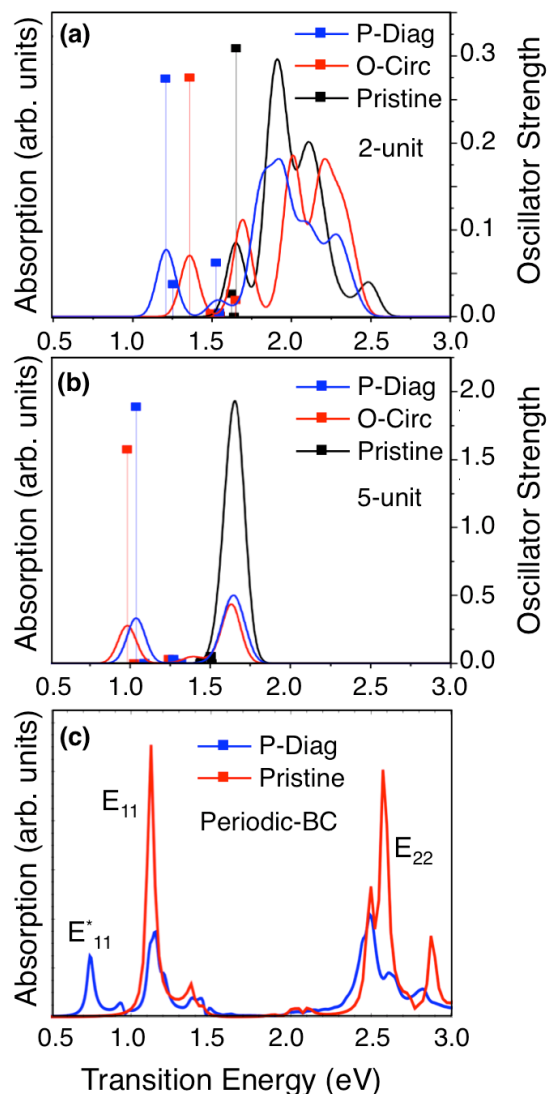 (a)
P-Diag
O-Circ
Pristine
2-unit
Absorption (arb. units)
Oscillator Strength
0.3
0.2
0.1
0.0
0.5 1.0 1.5 2.0 2.5 3.0
(b)
P-Diag
O-Circ
Pristine
5-unit
Absorption (arb. units)
Oscillator Strength
2.0
1.5
1.0
0.5
0.0
0.5 1.0 1.5 2.0 2.5 3.0
(c)
P-Diag
Pristine
Periodic-BC
E11
E*11
E22
Absorption (arb. units)
0.5 1.0 1.5 2.0 2.5 3.0
Transition Energy (eV)